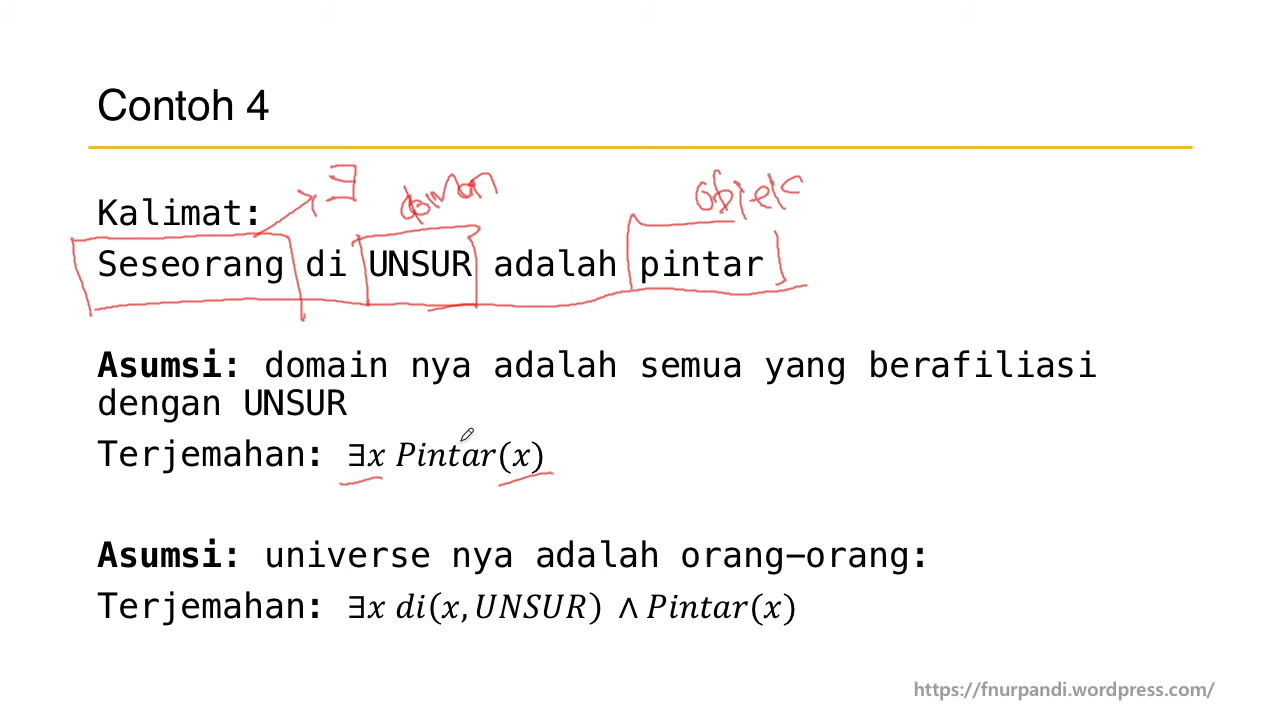 Contoh 4
∃ domain objek
Kalimat:
Seseorang di UNSUR adalah pintar
Asumsi: domain nya adalah semua yang berafiliasi
dengan UNSUR
Terjemahan: ∃x Pintar(x)
Asumsi: universe nya adalah orang-orang:
Terjemahan: ∃x di(x, UNSUR) ∧ Pintar(x)
https://fnurpandi.wordpress.com/